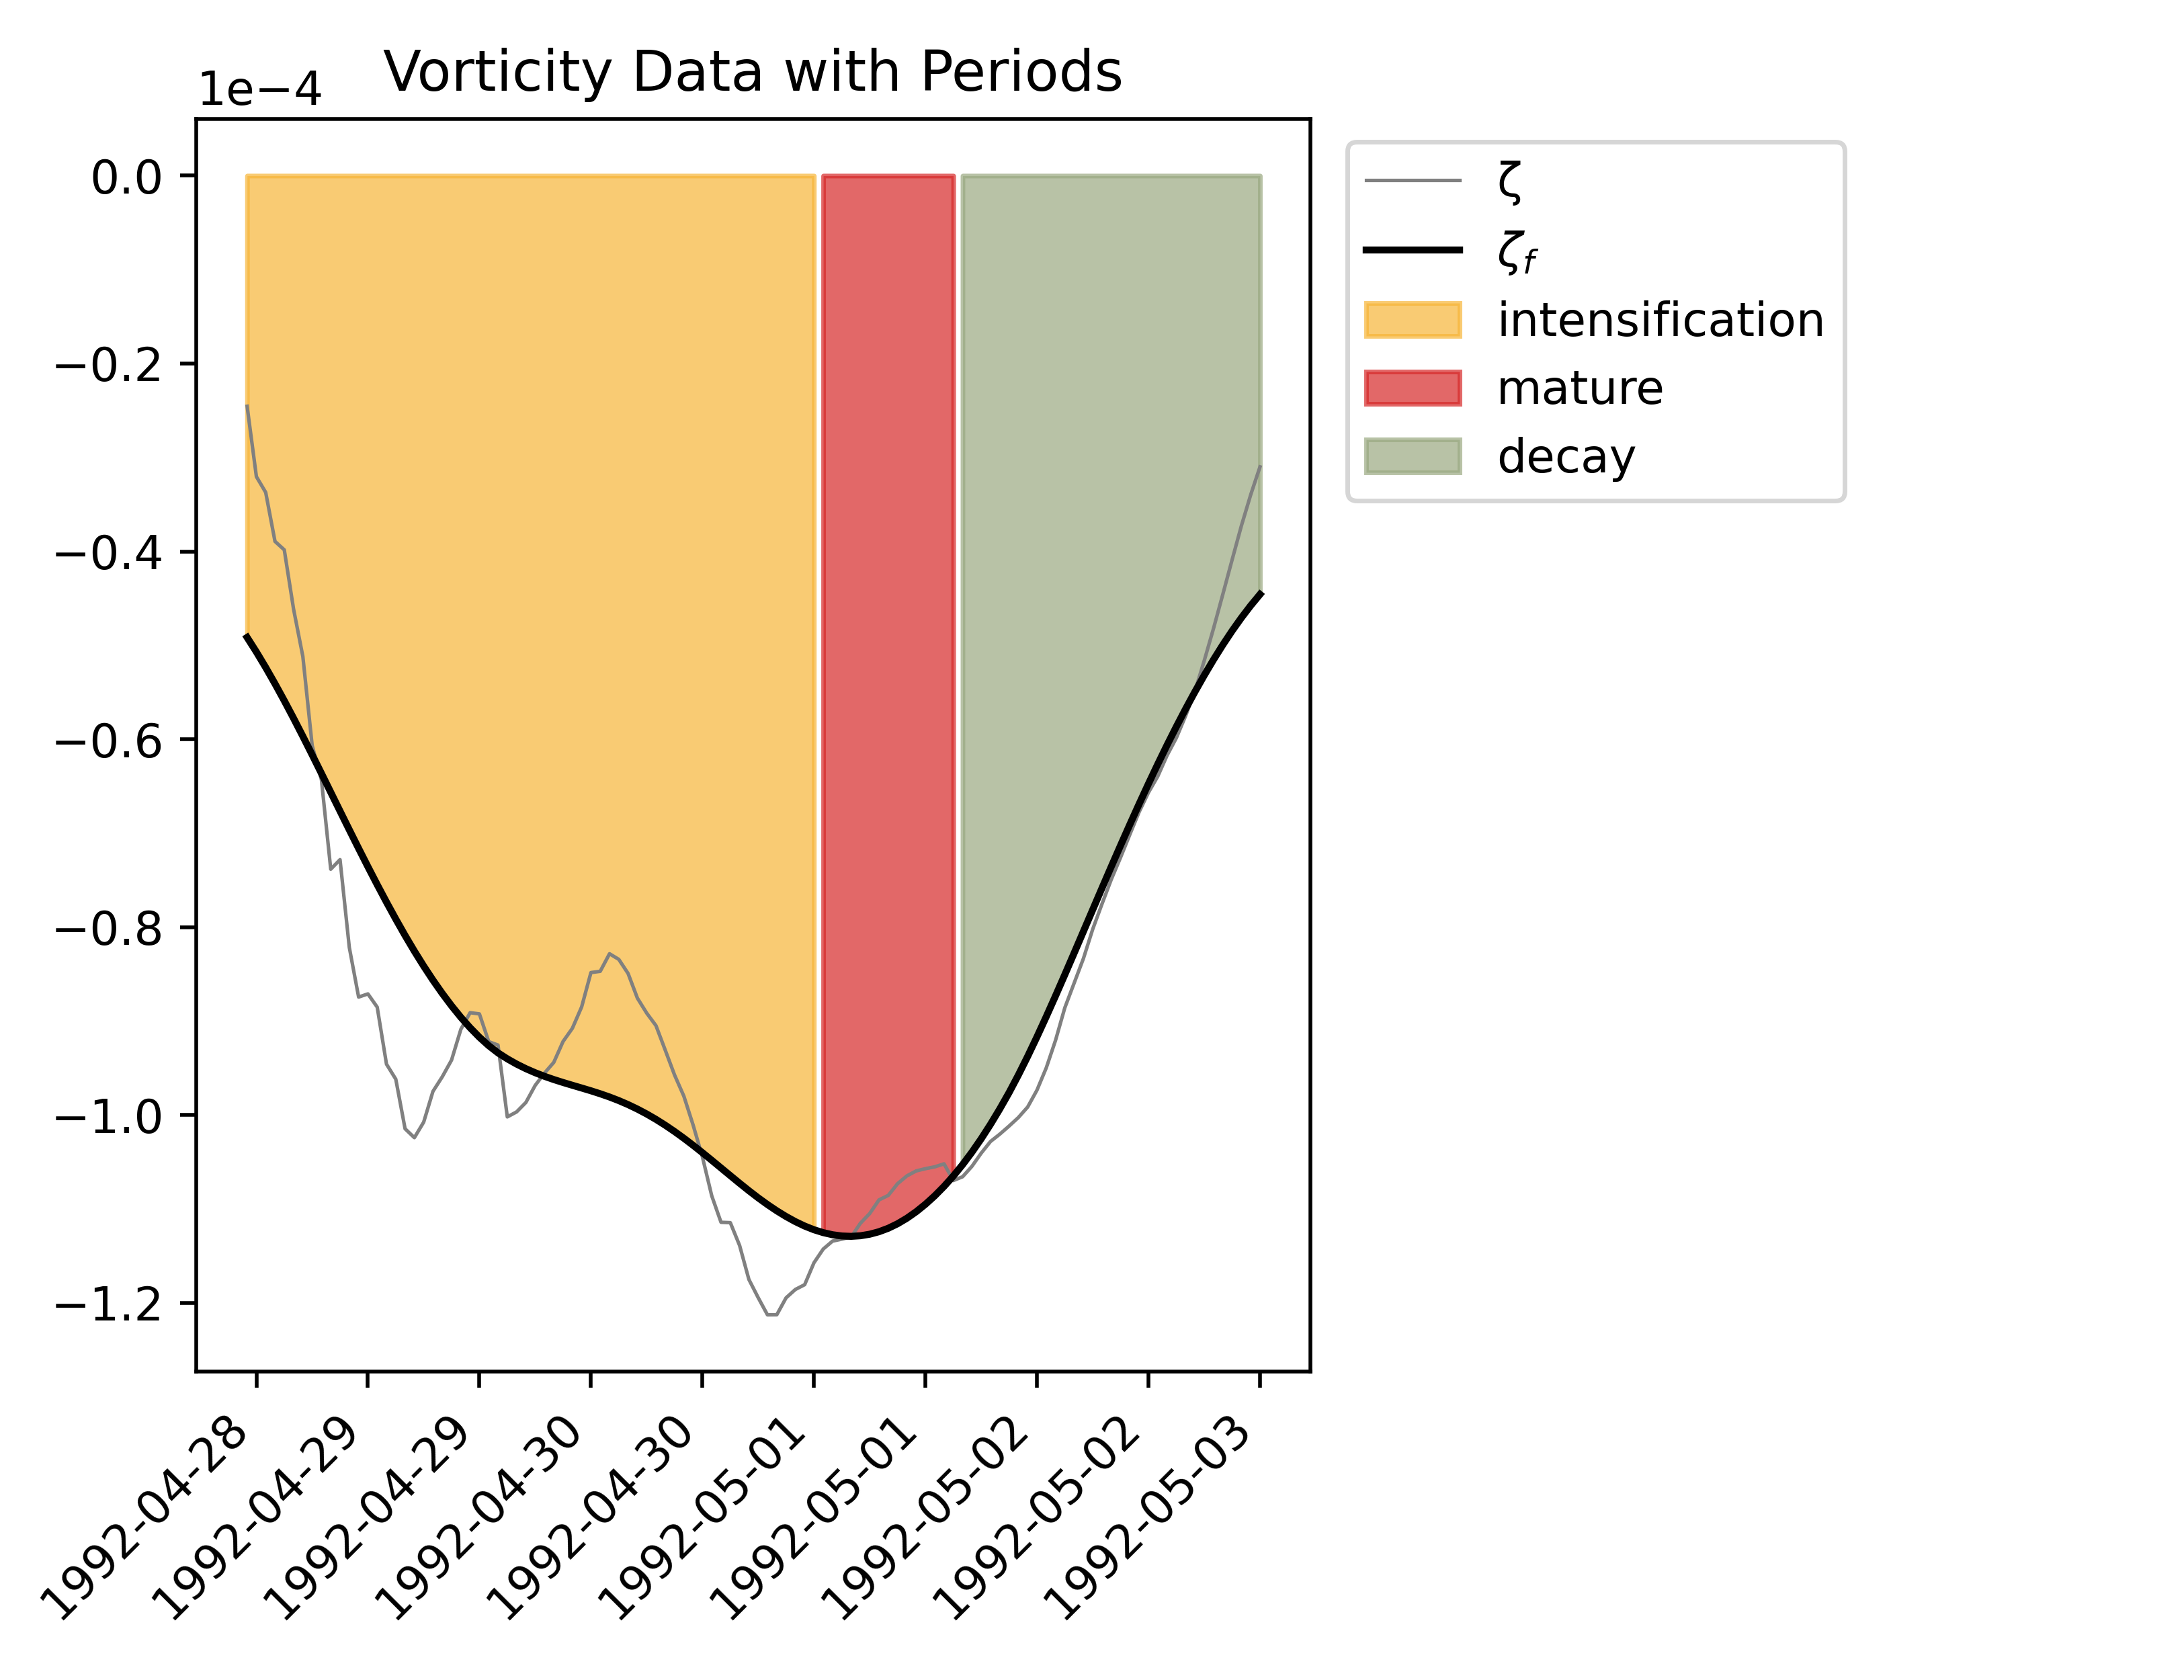 Vorticity Data with Periods
1e−4
0.0
−0.2
−0.4
−0.6
−0.8
−1.0
−1.2
1992-04-28
1992-04-29
1992-04-29
1992-04-30
1992-04-30
1992-05-01
1992-05-01
1992-05-02
1992-05-02
1992-05-03
ζ
ζf
intensification
mature
decay